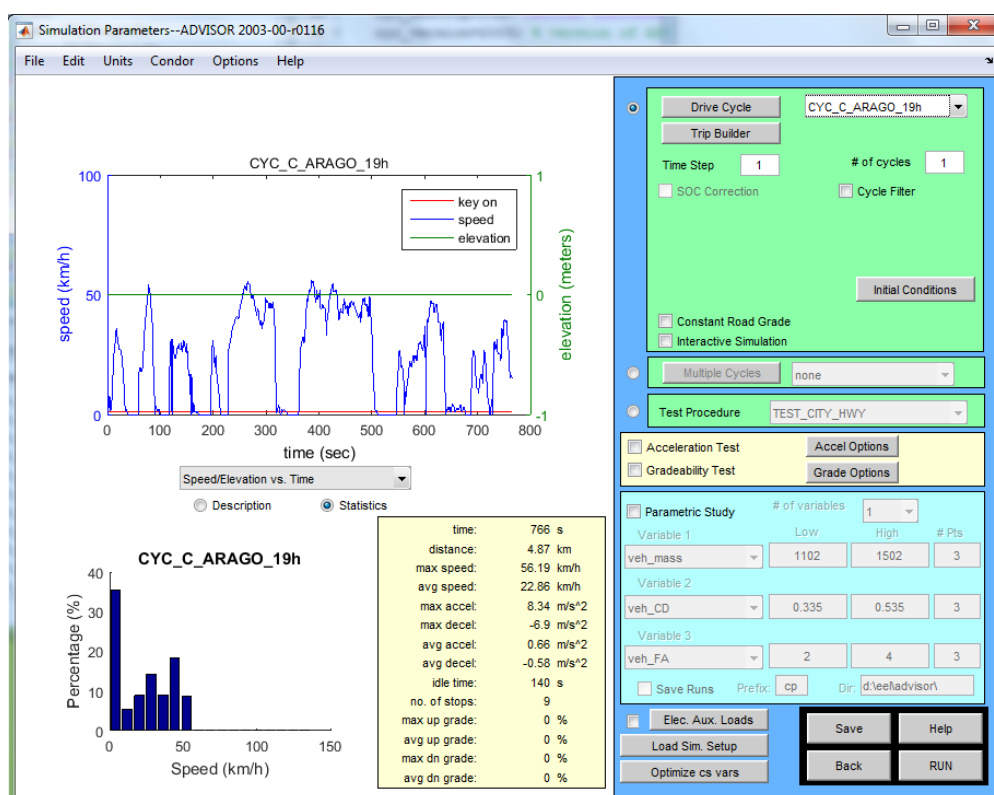 Simulation Parameters--ADVISOR 2003-00-r0116
File Edit Units Condor Options Help
CYC_C_ARAGO_19h
100
50
0
speed (km/h)
key on
speed
elevation
1
0
-1
elevation (meters)
0 100 200 300 400 500 600 700 800
time (sec)
Speed/Elevation vs. Time
Description Statistics
CYC_C_ARAGO_19h
40
30
20
10
0
Percentage (%)
0 50 100 150
Speed (km/h)
time: 766 s
distance: 4.87 km
max speed: 56.19 km/h
avg speed: 22.86 km/h
max accel: 8.34 m/s^2
max decel: -6.9 m/s^2
avg accel: 0.66 m/s^2
avg decel: -0.58 m/s^2
idle time: 140 s
no. of stops: 9
max up grade: 0 %
avg up grade: 0 %
max dn grade: 0 %
avg dn grade: 0 %
Drive Cycle CYC_C_ARAGO_19h
Trip Builder
Time Step 1 # of cycles 1
SOC Correction Cycle Filter
Initial Conditions
Constant Road Grade
Interactive Simulation
Multiple Cycles none
Test Procedure TEST_CITY_HWY
Acceleration Test Accel Options
Gradeability Test Grade Options
Parametric Study # of variables 1
Variable 1 Low High # Pts
veh_mass 1102 1502 3
Variable 2
veh_CD 0.335 0.535 3
Variable 3
veh_FA 2 4 3
Save Runs Prefix: cp Dir: d:\eel\advisor\
Elec. Aux. Loads
Load Sim. Setup
Optimize cs vars
Save Help
Back RUN